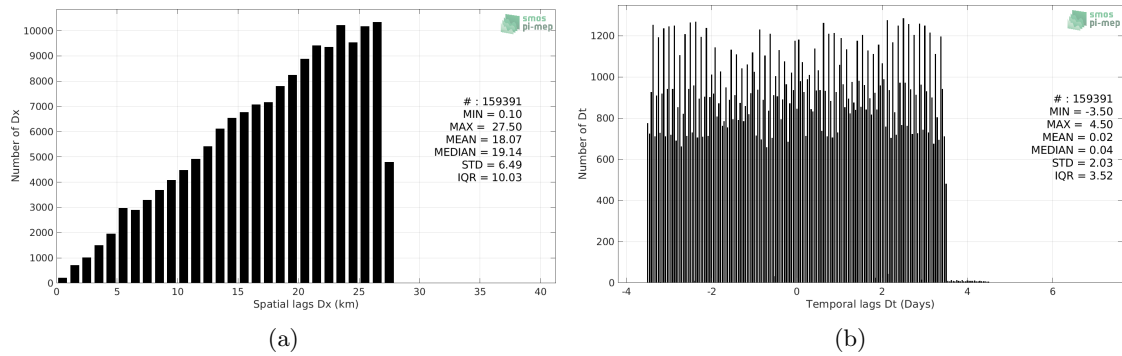 10000
9000
8000
7000
6000
5000
4000
3000
2000
1000
0
Number of Dx
smos
pi-mep
# : 159391
MIN = 0.10
MAX = 27.50
MEAN = 18.07
MEDIAN = 19.14
STD = 6.49
IQR = 10.03
0 5 10 15 20 25 30 35 40
Spatial lags Dx (km)
(a)
1200
1000
800
600
400
200
0
Number of Dt
smos
pi-mep
# : 159391
MIN = -3.50
MAX = 4.50
MEAN = 0.02
MEDIAN = 0.04
STD = 2.03
IQR = 3.52
-4 -2 0 2 4 6
Temporal lags Dt (Days)
(b)